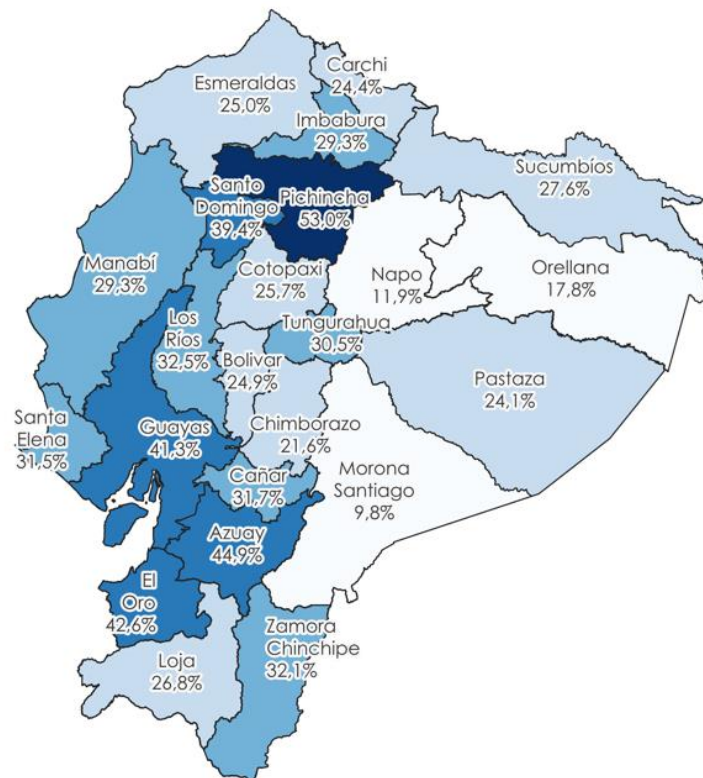 Carchi
24,4%
Esmeraldas
25,0%
Imbabura
29,3%
Sucumbíos
27,6%
Santo
Domingo
39,4%
Pichincha
53,0%
Manabí
29,3%
Cotopaxi
25,7%
Napo
11,9%
Orellana
17,8%
Los
Ríos
32,5%
Tungurahua
30,5%
Bolivar
24,9%
Pastaza
24,1%
Santa
Elena
31,5%
Guayas
41,3%
Chimborazo
21,6%
Morona
Santiago
9,8%
Cañar
31,7%
Azuay
44,9%
El
Oro
42,6%
Zamora
Chinchipe
32,1%
Loja
26,8%